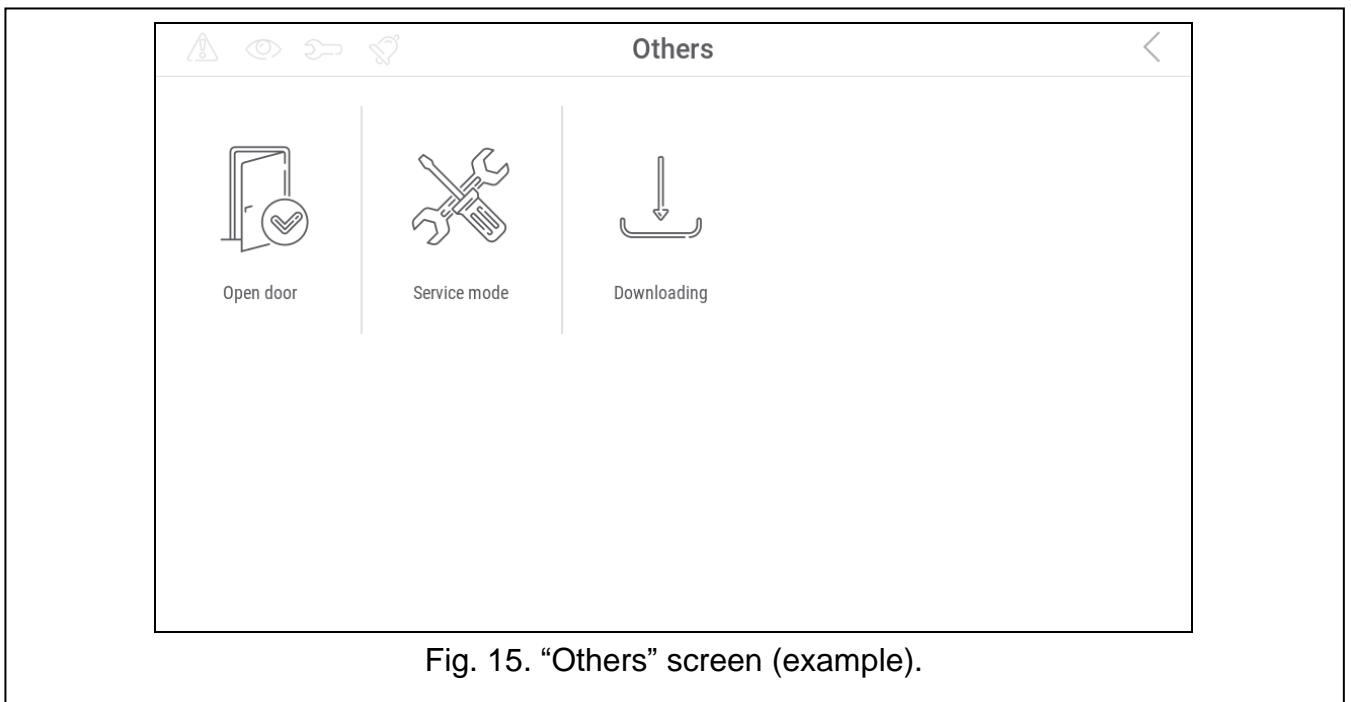 Others
Open door
Service mode
Downloading
Fig. 15. “Others” screen (example).